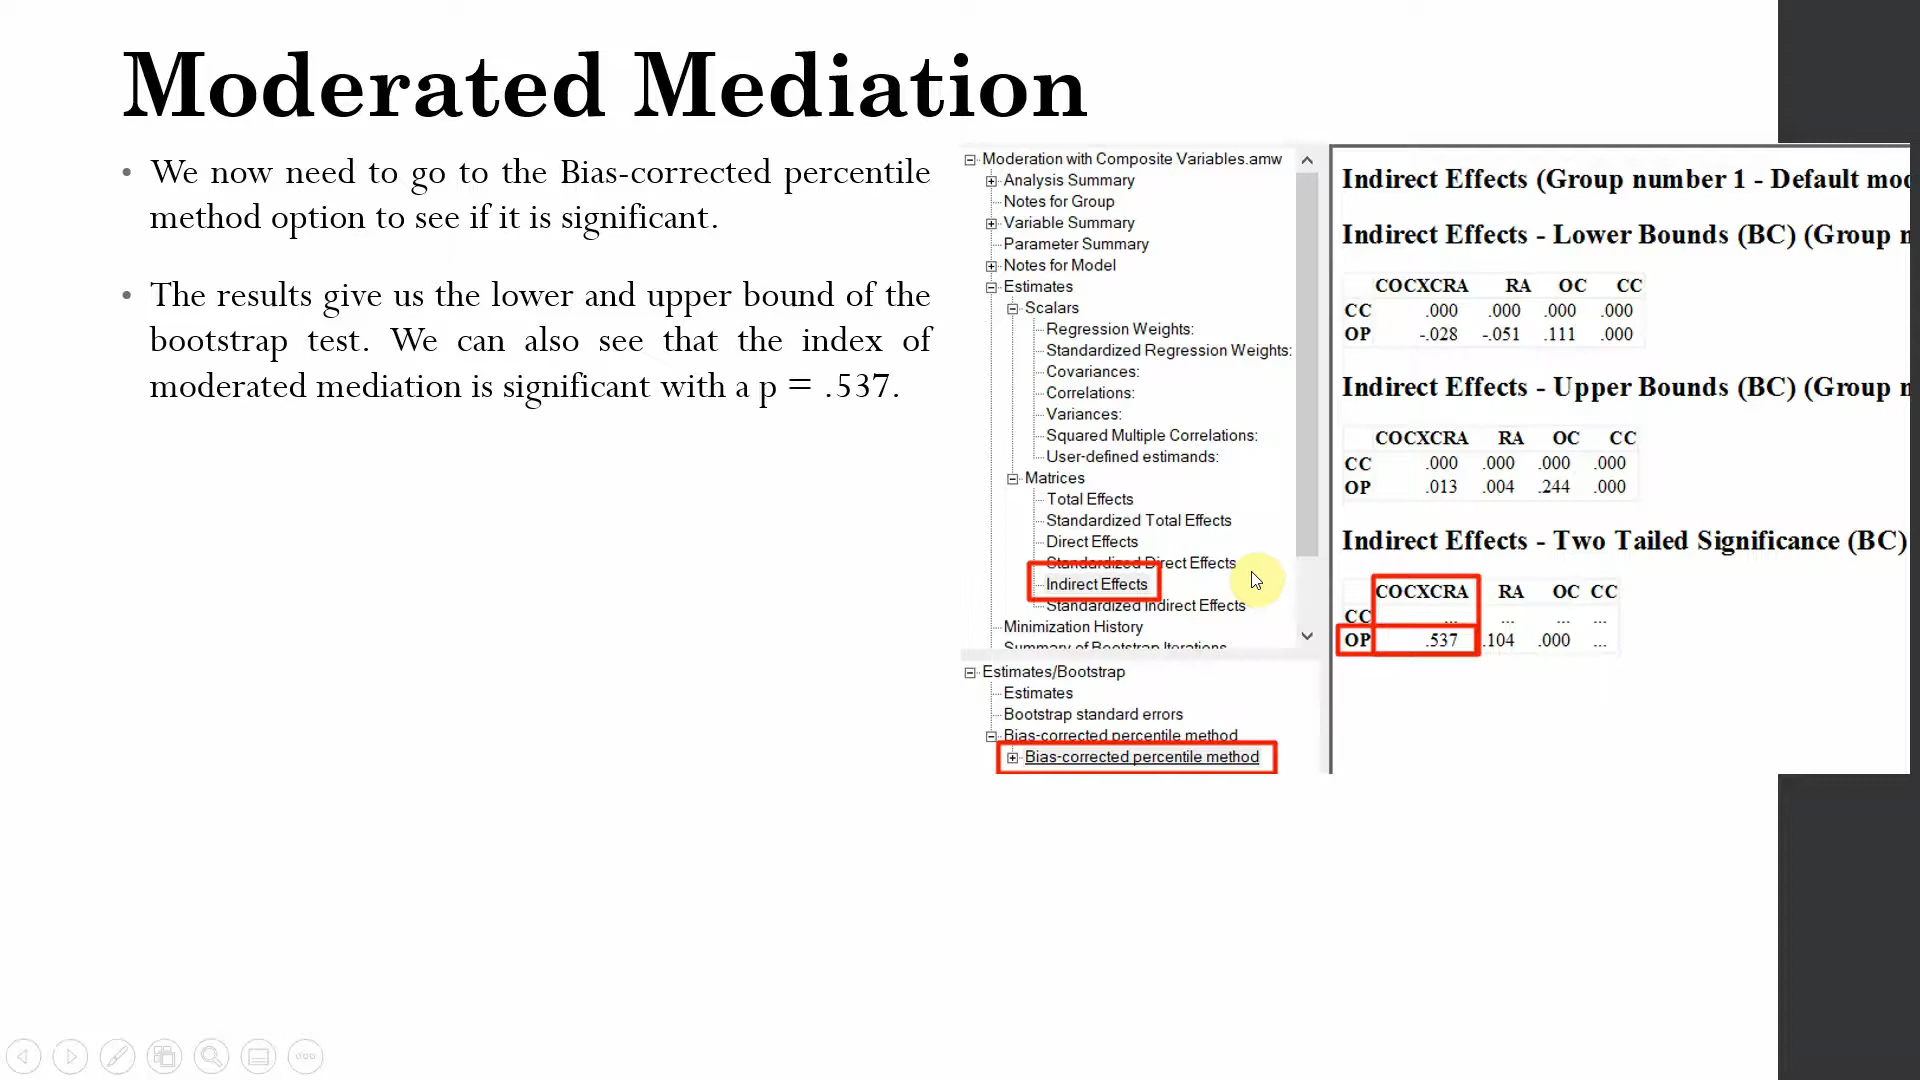 Moderated Mediation
• We now need to go to the Bias-corrected percentile
method option to see if it is significant.
• The results give us the lower and upper bound of the
bootstrap test. We can also see that the index of
moderated mediation is significant with a p = .537.
Moderation with Composite Variables.amw
Analysis Summary
Notes for Group
Variable Summary
Parameter Summary
Notes for Model
Estimates
Scalars
Regression Weights:
Standardized Regression Weights:
Covariances:
Correlations:
Variances:
Squared Multiple Correlations:
User-defined estimands:
Matrices
Total Effects
Standardized Total Effects
Direct Effects
Standardized Direct Effects
Indirect Effects
Standardized Indirect Effects
Minimization History
Summary of Bootstrap Iterations
Estimates/Bootstrap
Estimates
Bootstrap standard errors
Bias-corrected percentile method
Bias-corrected percentile method
Indirect Effects (Group number 1 - Default mo
Indirect Effects - Lower Bounds (BC) (Group
COCXCRA RA OC CC
CC .000 .000 .000 .000
OP -.028 -.051 .111 .000
Indirect Effects - Upper Bounds (BC) (Group
COCXCRA RA OC CC
CC .000 .000 .000 .000
OP .013 .004 .244 .000
Indirect Effects - Two Tailed Significance (BC)
COCXCRA RA OC CC
CC ... ... ... ...
OP .537 .104 .000 ...